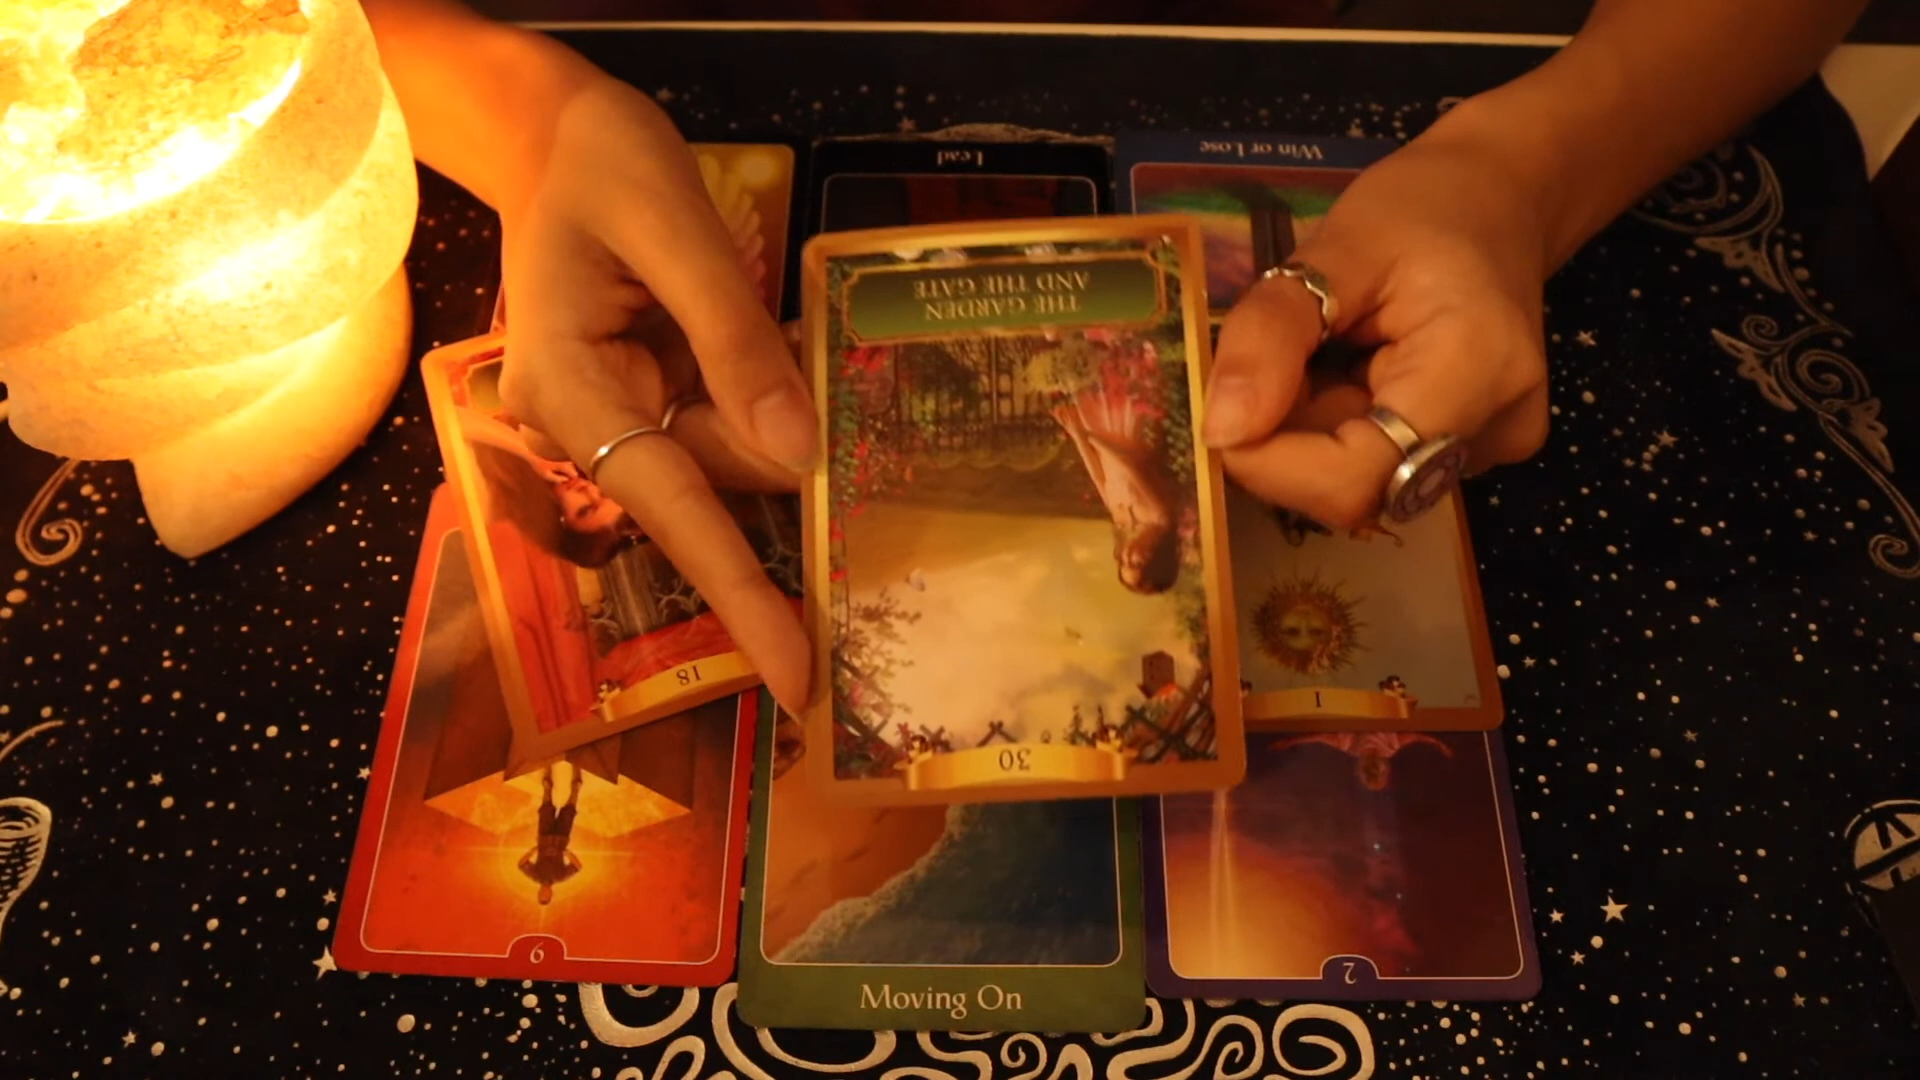 Lead
Win or Lose
THE GARDEN
AND THE GATE
18
1
30
6
2
Moving On